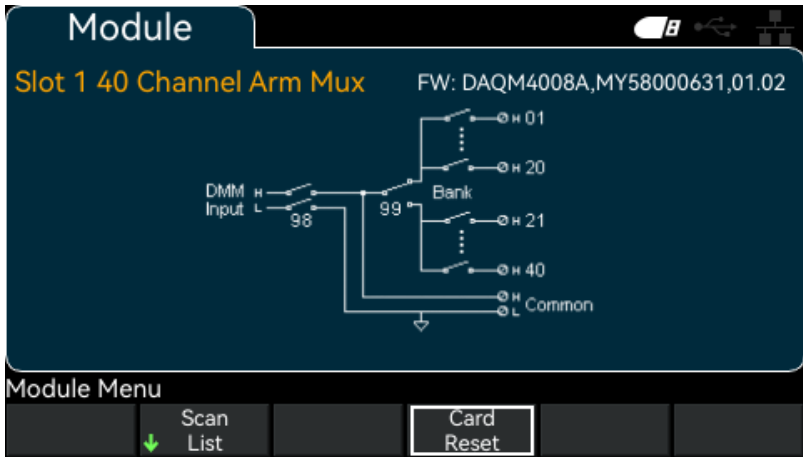 Module
8
Slot 1 40 Channel Arm Mux
FW: DAQM4008A,MY58000631,01.02
H 01
H 20
DMM H
Input L
98
99
Bank
H 21
H 40
H
L Common
Module Menu
Scan
List
Card
Reset